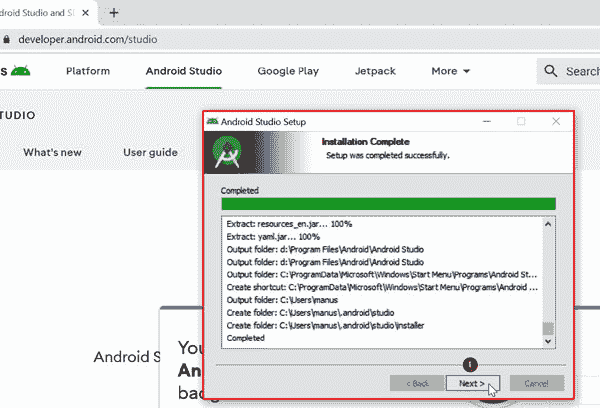 Android Studio and S
developer.android.com/studio
s Platform Android Studio Google Play Jetpack More Search
TUDIO
What's new User guide
Android Studio Setup
Installation Complete
Setup was completed successfully.
Completed
Extract: resources_en.jar... 100%
Extract: yaml.jar... 100%
Output folder: d:\Program Files\Android\Android Studio
Output folder: d:\Program Files\Android\Android Studio
Output folder: C:\ProgramData\Microsoft\Windows\Start Menu\Programs\Android St...
Create shortcut: C:\ProgramData\Microsoft\Windows\Start Menu\Programs\Android ...
Output folder: C:\Users\manus
Create folder: C:\Users\manus\.android\studio
Create folder: C:\Users\manus\.android\studio\installer
Completed
1
< Back Next > Cancel
Android S
You
An
badg